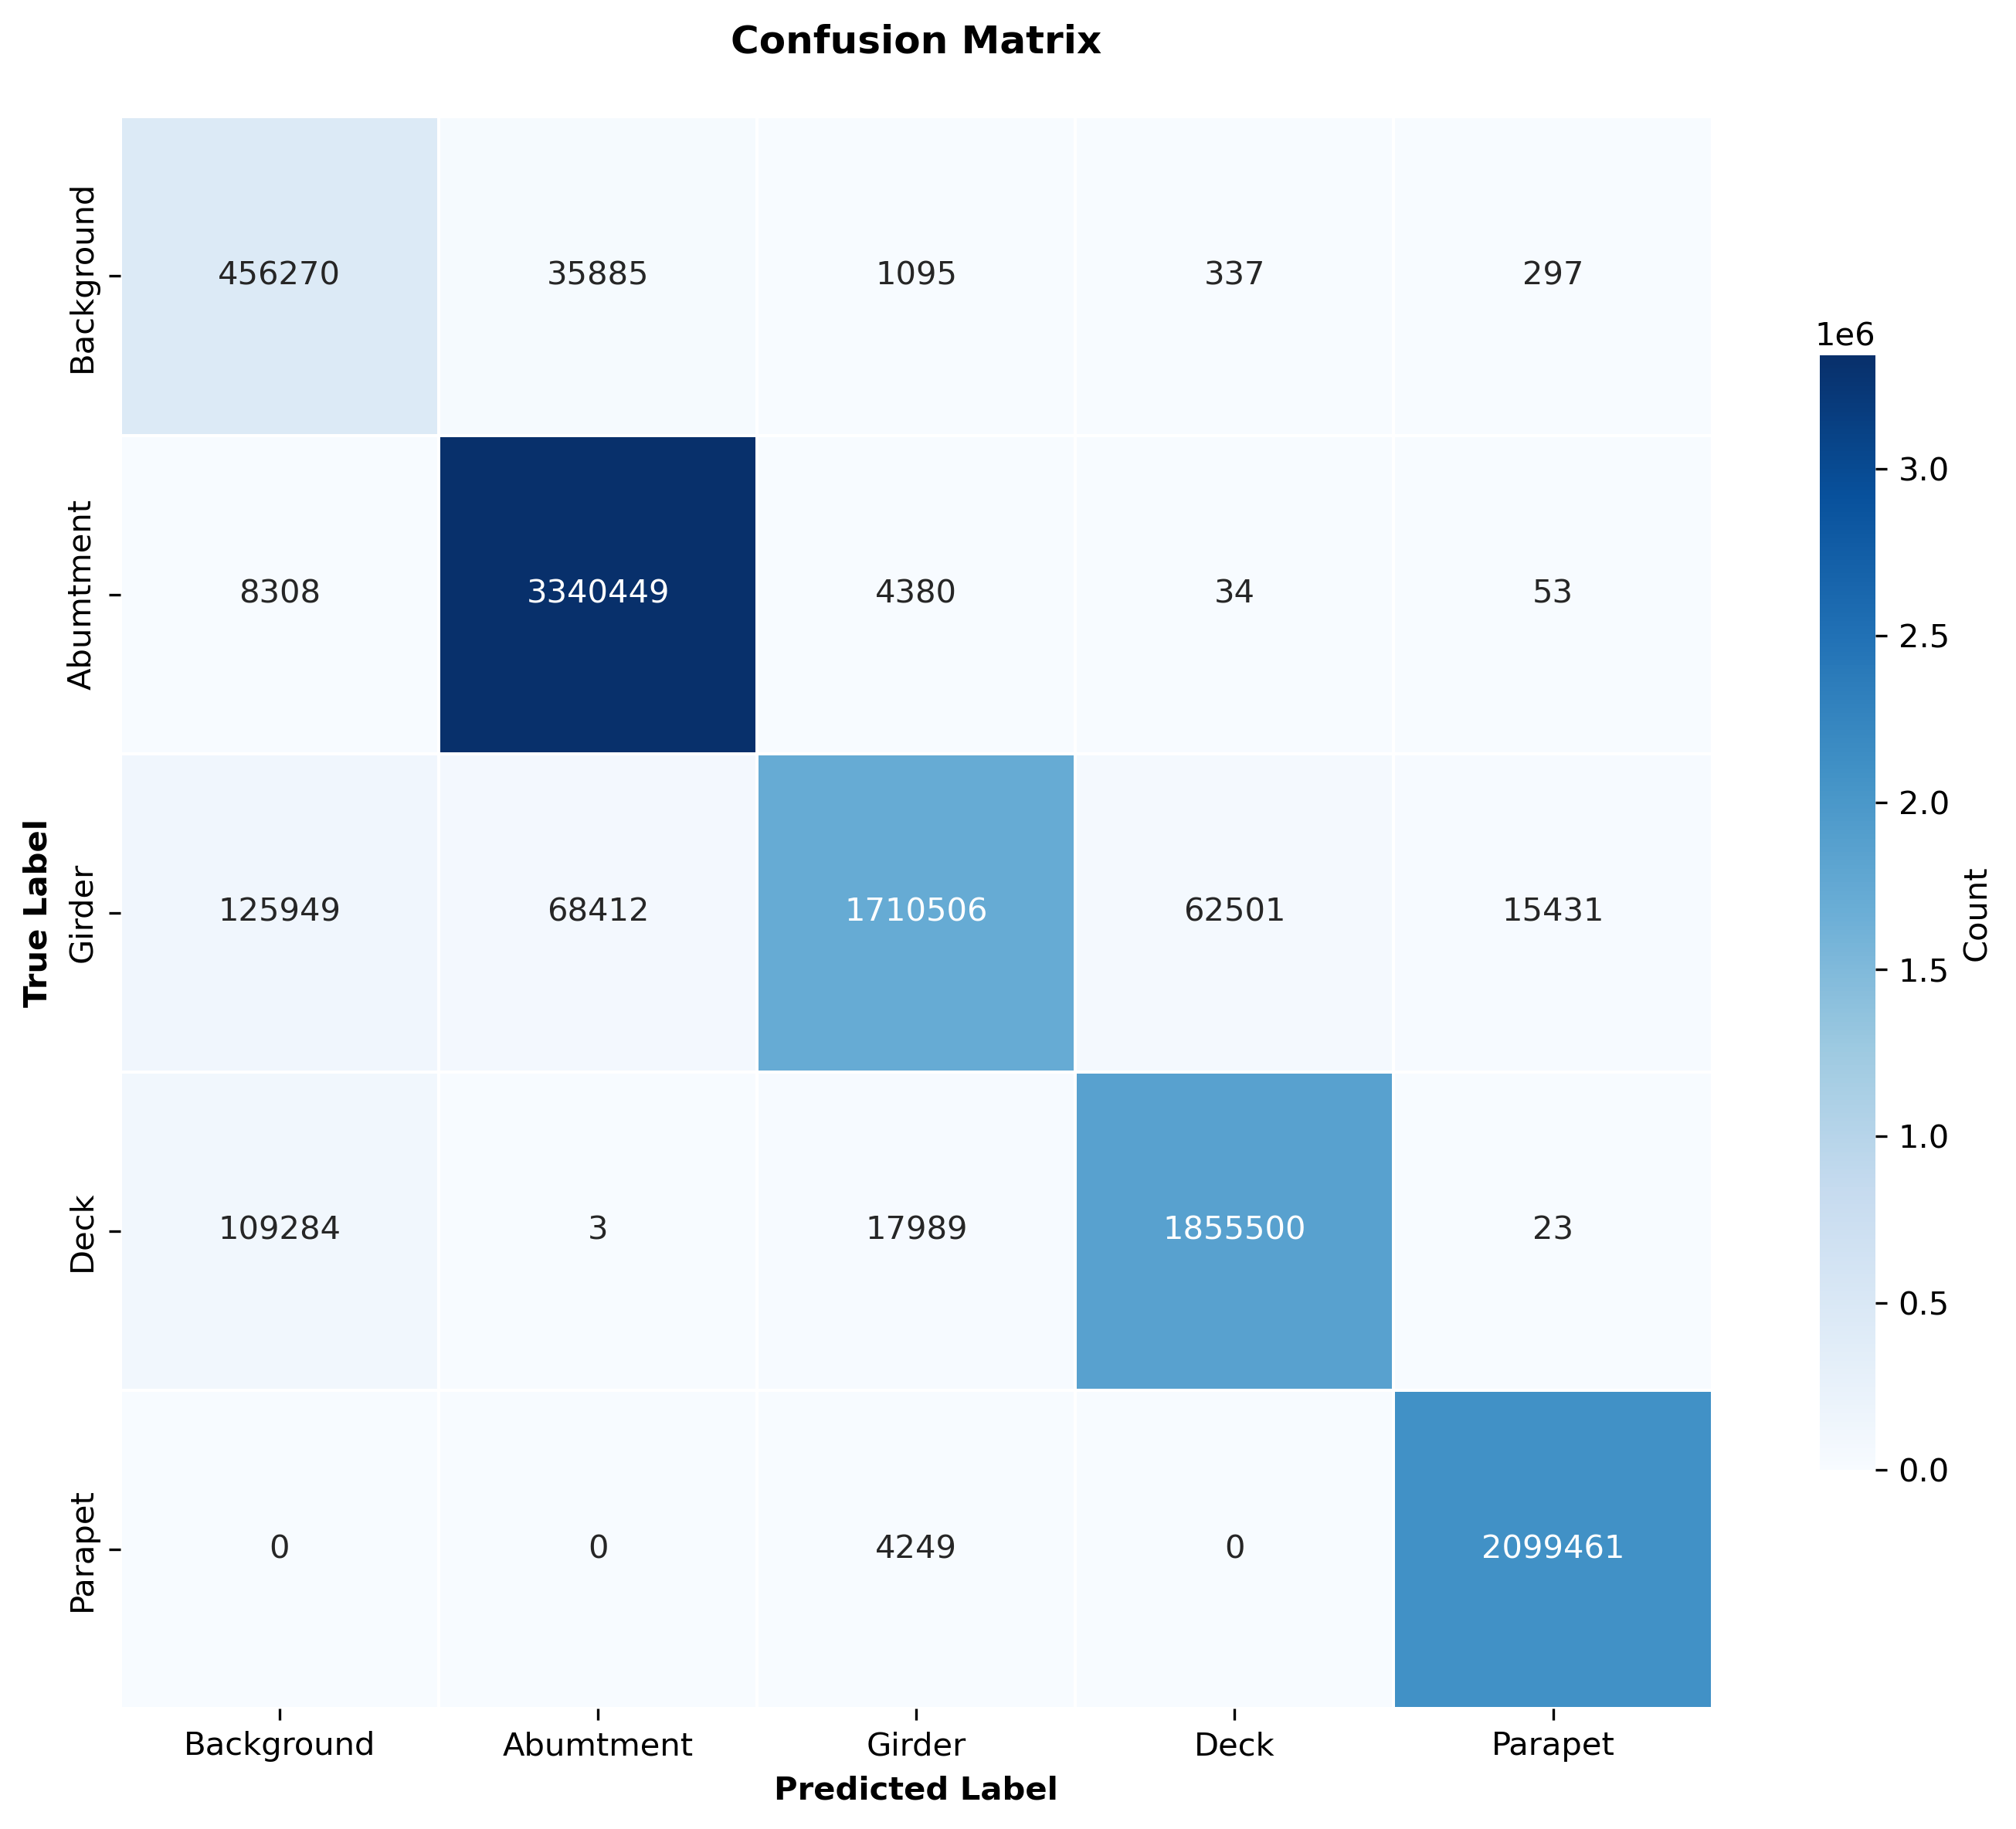 Confusion Matrix
Background 456270 35885 1095 337 297
Abumtment 8308 3340449 4380 34 53
Girder 125949 68412 1710506 62501 15431
Deck 109284 3 17989 1855500 23
Parapet 0 0 4249 0 2099461
True Label
Background Abumtment Girder Deck Parapet
Predicted Label
1e6
3.0
2.5
2.0
1.5
1.0
0.5
0.0
Count